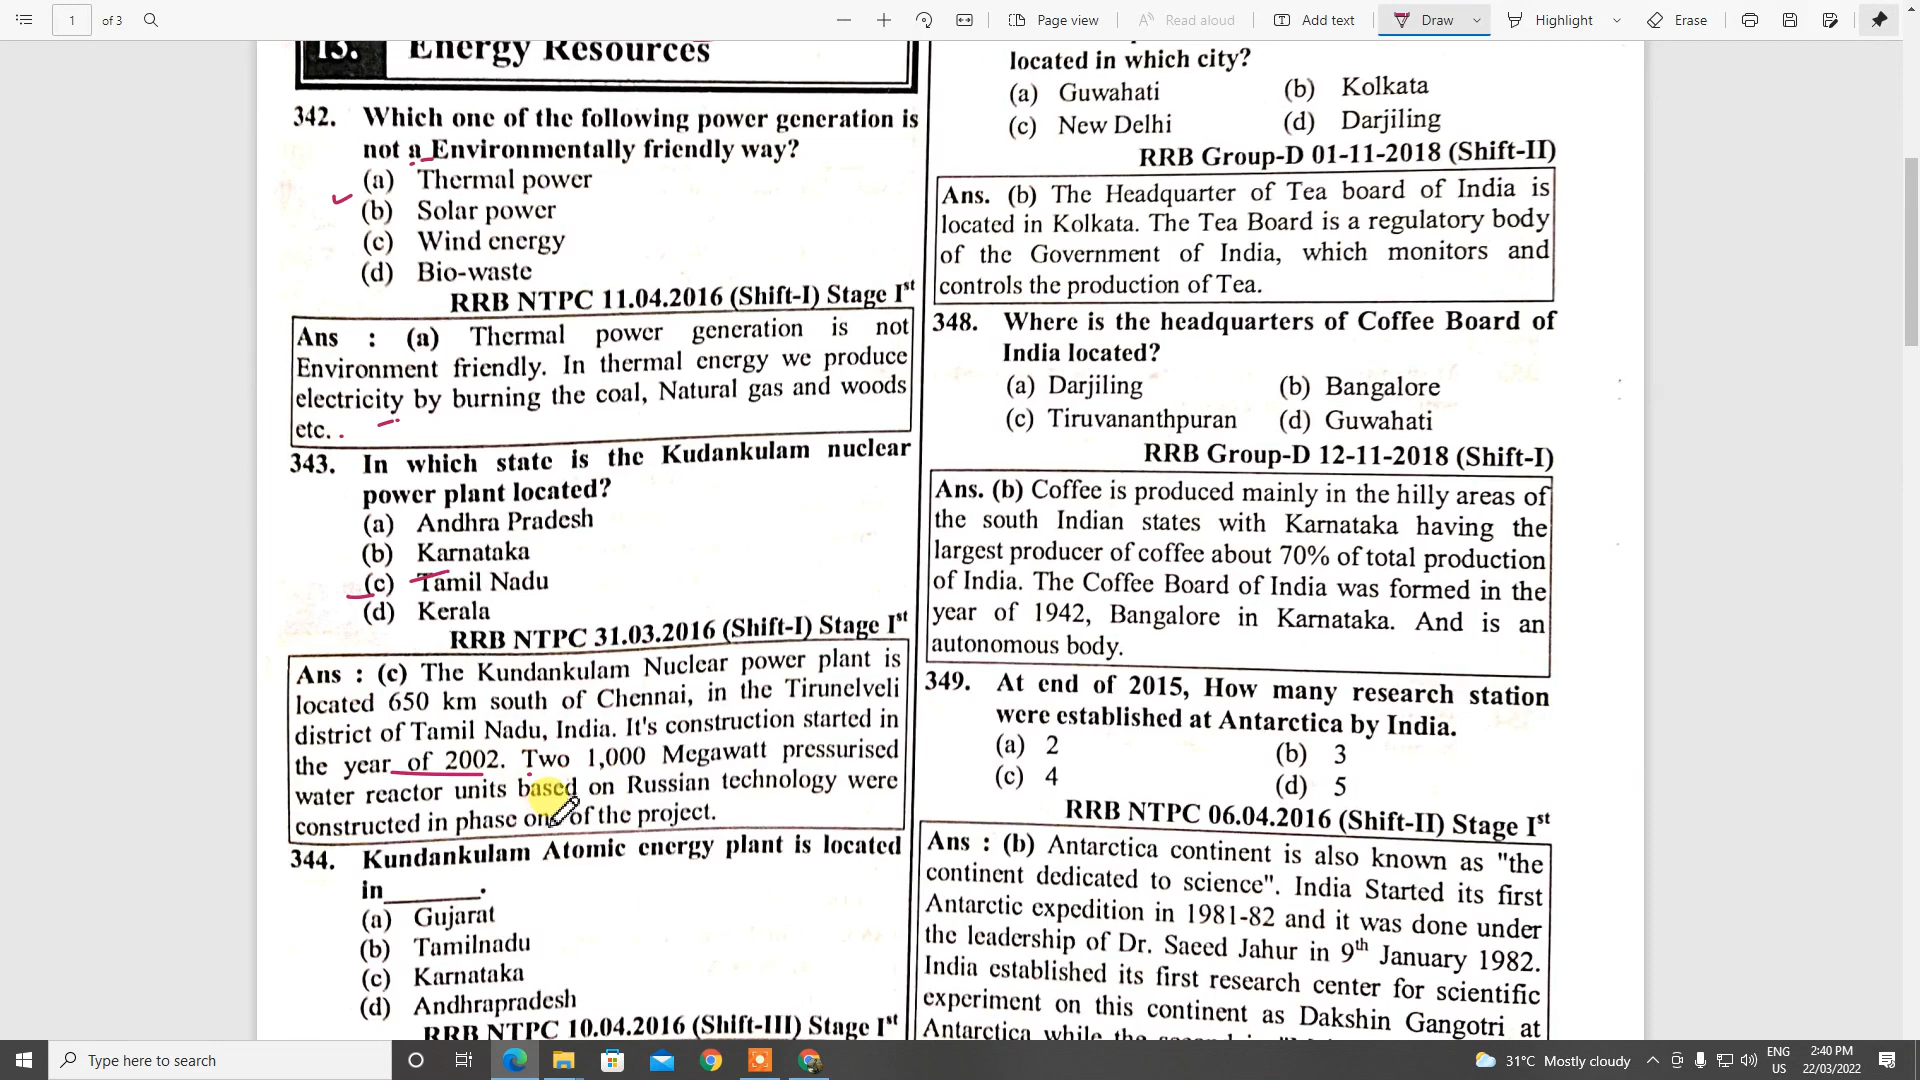 1
of 3
Page view
Read aloud
Add text
Draw
Highlight
Erase
13. Energy Resources
342. Which one of the following power generation is
not a Environmentally friendly way?
(a) Thermal power
(b) Solar power
(c) Wind energy
(d) Bio-waste
RRB NTPC 11.04.2016 (Shift-I) Stage Ist
Ans : (a) Thermal power generation is not
Environment friendly. In thermal energy we produce
electricity by burning the coal, Natural gas and woods
etc. .
343. In which state is the Kudankulam nuclear
power plant located?
(a) Andhra Pradesh
(b) Karnataka
(c) Tamil Nadu
(d) Kerala
RRB NTPC 31.03.2016 (Shift-I) Stage Ist
Ans : (c) The Kundankulam Nuclear power plant is
located 650 km south of Chennai, in the Tirunelveli
district of Tamil Nadu, India. It's construction started in
the year of 2002. Two 1,000 Megawatt pressurised
water reactor units based on Russian technology were
constructed in phase one of the project.
344. Kundankulam Atomic energy plant is located
in_______.
(a) Gujarat
(b) Tamilnadu
(c) Karnataka
(d) Andhrapradesh
RRB NTPC 10.04.2016 (Shift-III) Stage Ist
located in which city?
(a) Guwahati (b) Kolkata
(c) New Delhi (d) Darjiling
RRB Group-D 01-11-2018 (Shift-II)
Ans. (b) The Headquarter of Tea board of India is
located in Kolkata. The Tea Board is a regulatory body
of the Government of India, which monitors and
controls the production of Tea.
348. Where is the headquarters of Coffee Board of
India located?
(a) Darjiling (b) Bangalore
(c) Tiruvananthpuran (d) Guwahati
RRB Group-D 12-11-2018 (Shift-I)
Ans. (b) Coffee is produced mainly in the hilly areas of
the south Indian states with Karnataka having the
largest producer of coffee about 70% of total production
of India. The Coffee Board of India was formed in the
year of 1942, Bangalore in Karnataka. And is an
autonomous body.
349. At end of 2015, How many research station
were established at Antarctica by India.
(a) 2 (b) 3
(c) 4 (d) 5
RRB NTPC 06.04.2016 (Shift-II) Stage Ist
Ans : (b) Antarctica continent is also known as "the
continent dedicated to science". India Started its first
Antarctic expedition in 1981-82 and it was done under
the leadership of Dr. Saeed Jahur in 9th January 1982.
India established its first research center for scientific
experiment on this continent as Dakshin Gangotri at
Antarctica while the second is
Type here to search
31°C Mostly cloudy
ENG
US
2:40 PM
22/03/2022